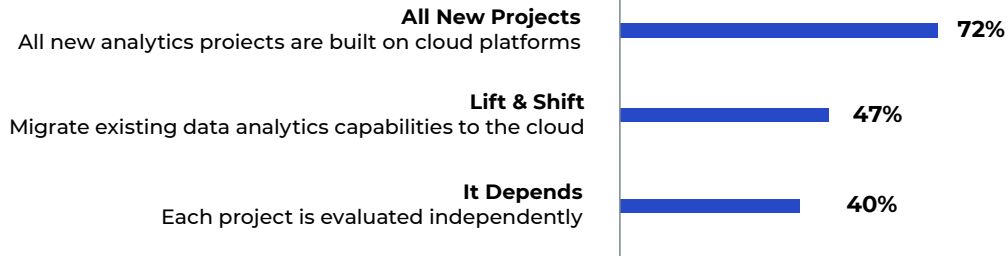 All New Projects
All new analytics projects are built on cloud platforms
72%
Lift & Shift
Migrate existing data analytics capabilities to the cloud
47%
It Depends
Each project is evaluated independently
40%